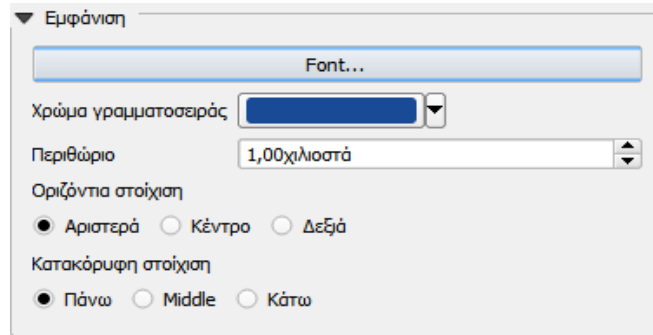 Εμφάνιση
Font...
Χρώμα γραμματοσειράς
Περιθώριο 1,00χιλιοστά
Οριζόντια στοίχιση
Αριστερά Κέντρο Δεξιά
Κατακόρυφη στοίχιση
Πάνω Middle Κάτω